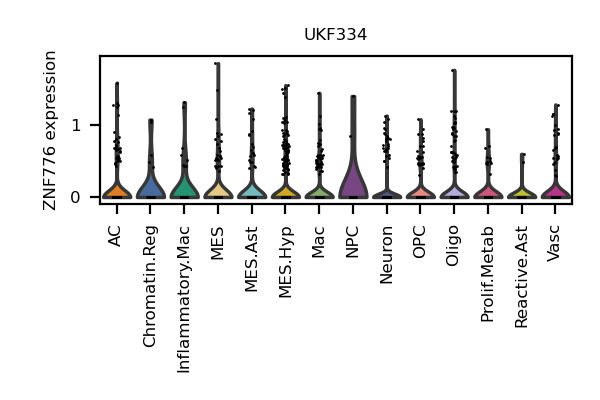 UKF334
ZNF776 expression
1
0
AC
Chromatin.Reg
Inflammatory.Mac
MES
MES.Ast
MES.Hyp
Mac
NPC
Neuron
OPC
Oligo
Prolif.Metab
Reactive.Ast
Vasc